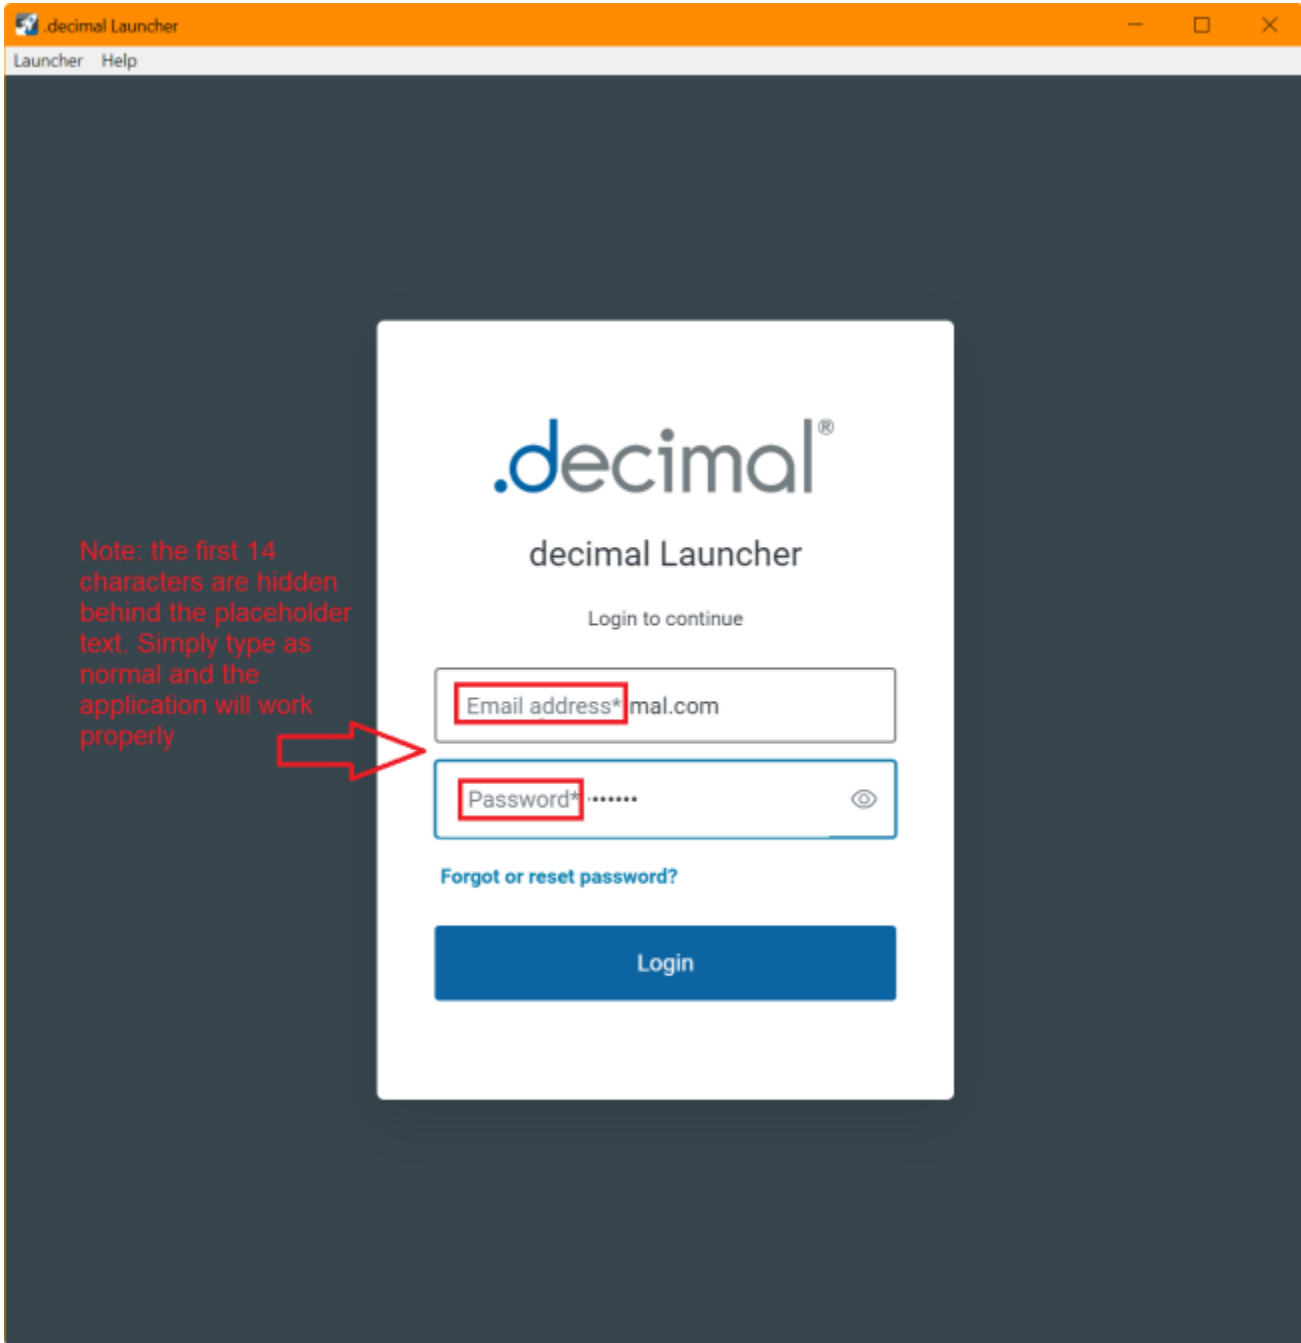 .decimal Launcher
Launcher Help
.decimal®
decimal Launcher
Login to continue
Note: the first 14
characters are hidden
behind the placeholder
text. Simply type as
normal and the
application will work
properly
Email address* mal.com
Password* •••••••
Forgot or reset password?
Login